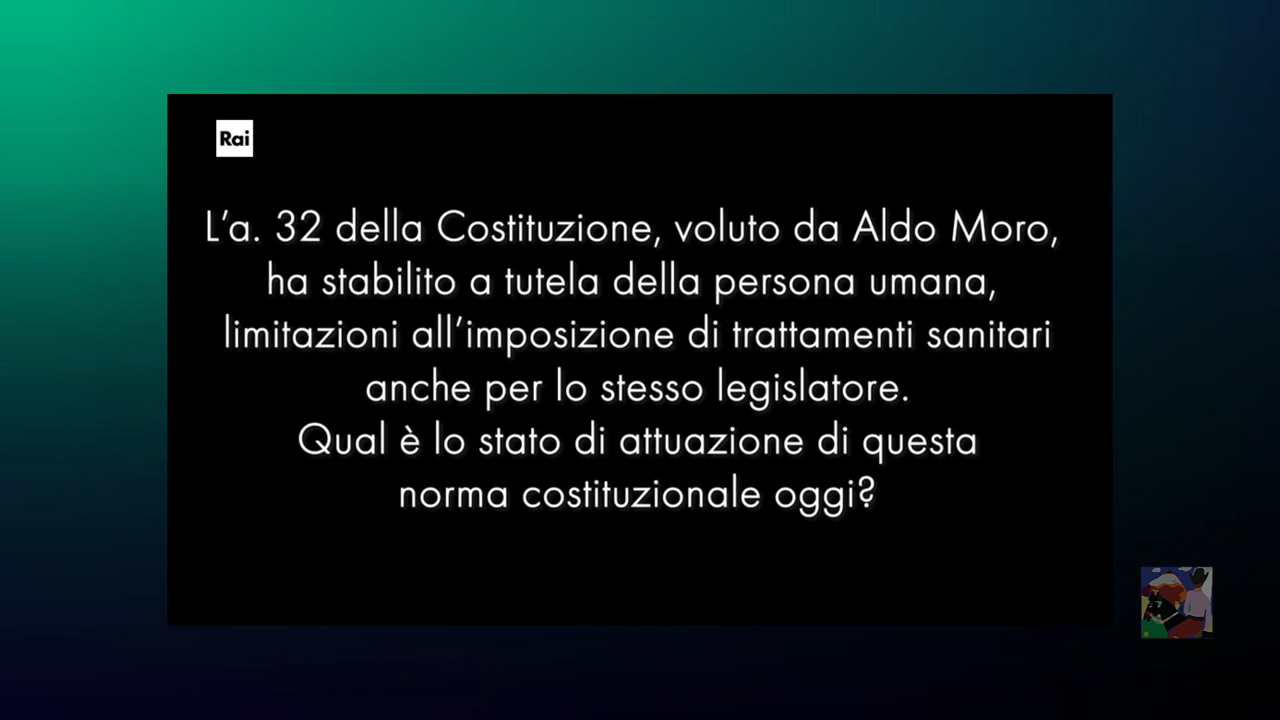 Rai
L'a. 32 della Costituzione, voluto da Aldo Moro,
ha stabilito a tutela della persona umana,
limitazioni all'imposizione di trattamenti sanitari
anche per lo stesso legislatore.
Qual è lo stato di attuazione di questa
norma costituzionale oggi?